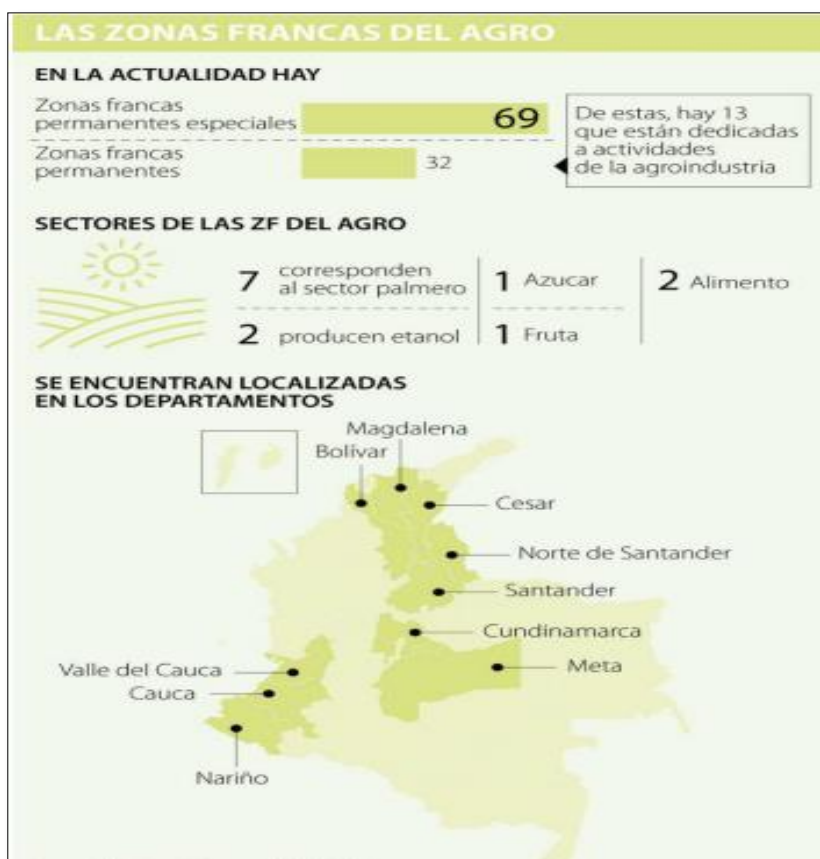 LAS ZONAS FRANCAS DEL AGRO
EN LA ACTUALIDAD HAY
Zonas francas
permanentes especiales
69
Zonas francas
permanentes
32
De estas, hay 13
que están dedicadas
a actividades
de la agroindustria
SECTORES DE LAS ZF DEL AGRO
7 corresponden
al sector palmero
2 producen etanol
1 Azucar
1 Fruta
2 Alimento
SE ENCUENTRAN LOCALIZADAS
EN LOS DEPARTAMENTOS
Magdalena
Bolívar
Cesar
Norte de Santander
Santander
Cundinamarca
Valle del Cauca
Meta
Cauca
Nariño